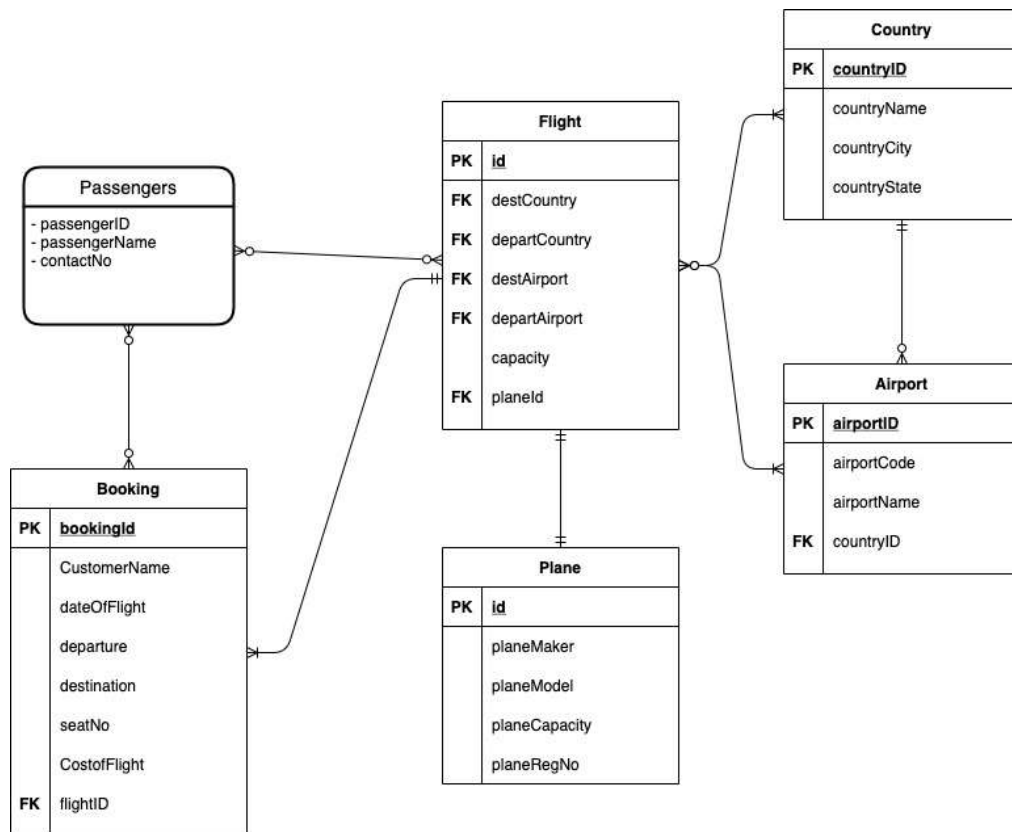 Country
PK countryID
countryName
countryCity
countryState
Flight
PK id
FK destCountry
FK departCountry
FK destAirport
FK departAirport
capacity
FK planeId
Passengers
- passengerID
- passengerName
- contactNo
Airport
PK airportID
airportCode
airportName
FK countryID
Booking
PK bookingId
CustomerName
dateOfFlight
departure
destination
seatNo
CostofFlight
FK flightID
Plane
PK id
planeMaker
planeModel
planeCapacity
planeRegNo